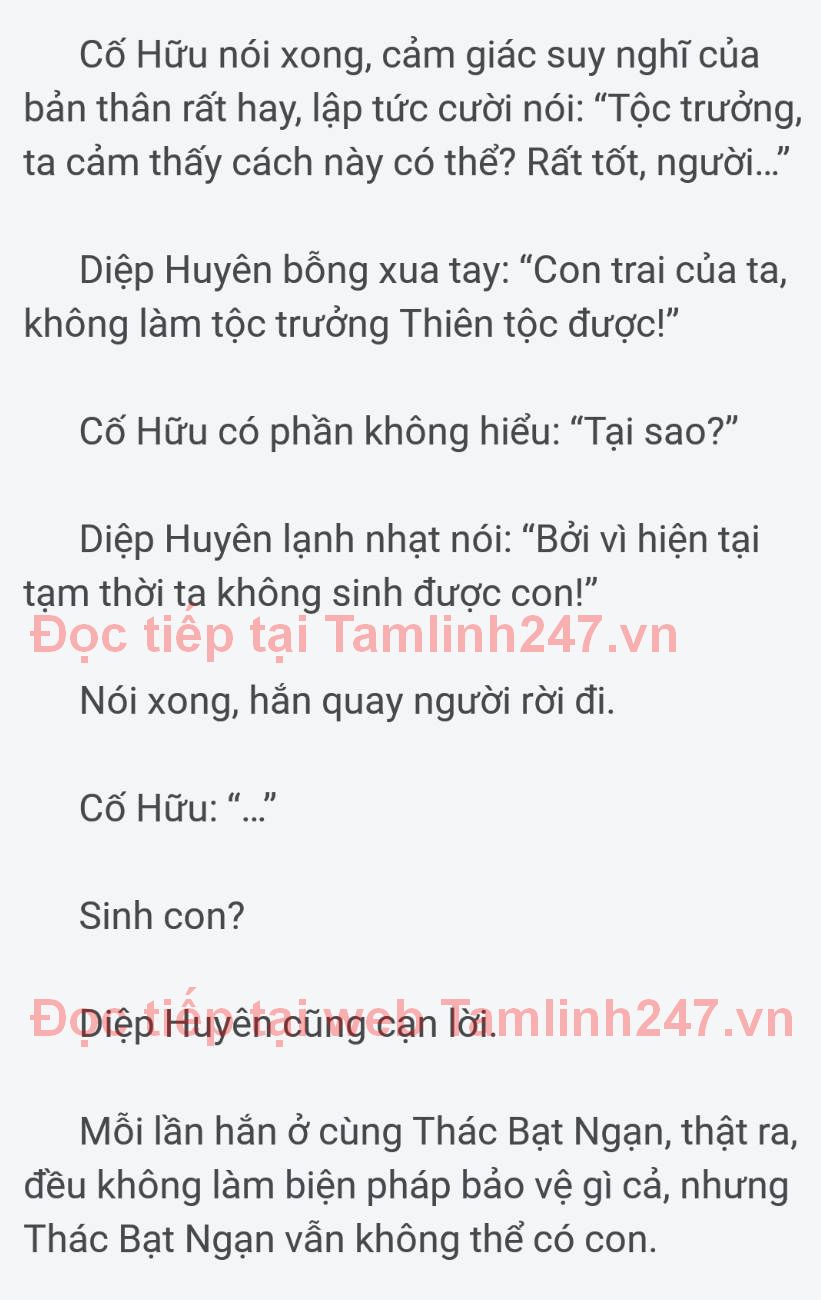 Cố Hữu nói xong, cảm giác suy nghĩ của
bản thân rất hay, lập tức cười nói: “Tộc trưởng,
ta cảm thấy cách này có thể? Rất tốt, người...”
Diệp Huyên bỗng xua tay: “Con trai của ta,
không làm tộc trưởng Thiên tộc được!”
Cố Hữu có phần không hiểu: “Tại sao?”
Diệp Huyên lạnh nhạt nói: “Bởi vì hiện tại
tạm thời ta không sinh được con!”
Đọc tiếp tại Tamlinh247.vn
Nói xong, hắn quay người rời đi.
Cố Hữu: “...”
Sinh con?
Đọc tiếp tại web Tamlinh247.vn
Diệp Huyên cũng cạn lời.
Mỗi lần hắn ở cùng Thác Bạt Ngạn, thật ra,
đều không làm biện pháp bảo vệ gì cả, nhưng
Thác Bạt Ngạn vẫn không thể có con.